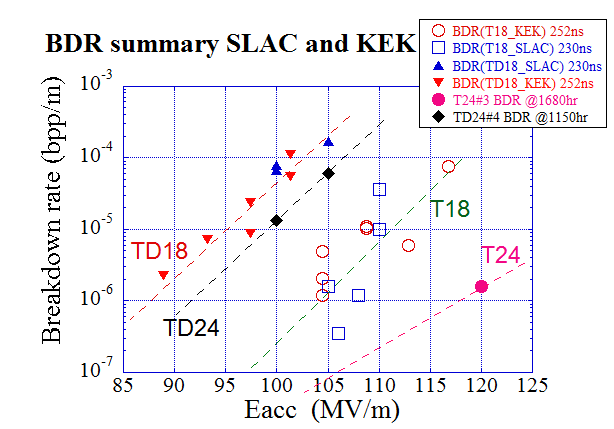 BDR summary SLAC and KEK
BDR(T18_KEK) 252ns
BDR(T18_SLAC) 230ns
BDR(TD18_SLAC) 230ns
BDR(TD18_KEK) 252ns
T24#3 BDR @1680hr
TD24#4 BDR @1150hr
Breakdown rate (bpp/m)
10⁻³
10⁻⁴
10⁻⁵
10⁻⁶
10⁻⁷
TD18
TD24
T18
T24
85 90 95 100 105 110 115 120 125
Eacc (MV/m)